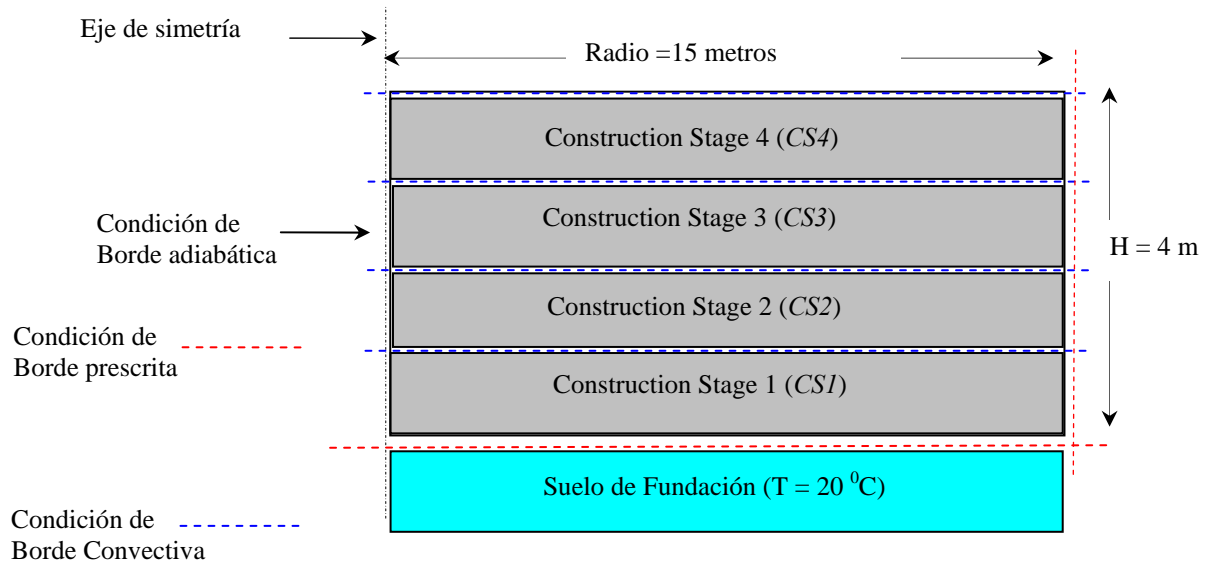 Eje de simetría
Radio =15 metros
Construction Stage 4 (CS4)
Construction Stage 3 (CS3)
Condición de
Borde adiabática
H = 4 m
Construction Stage 2 (CS2)
Condición de
Borde prescrita
Construction Stage 1 (CS1)
Suelo de Fundación (T = 20 ⁰C)
Condición de
Borde Convectiva